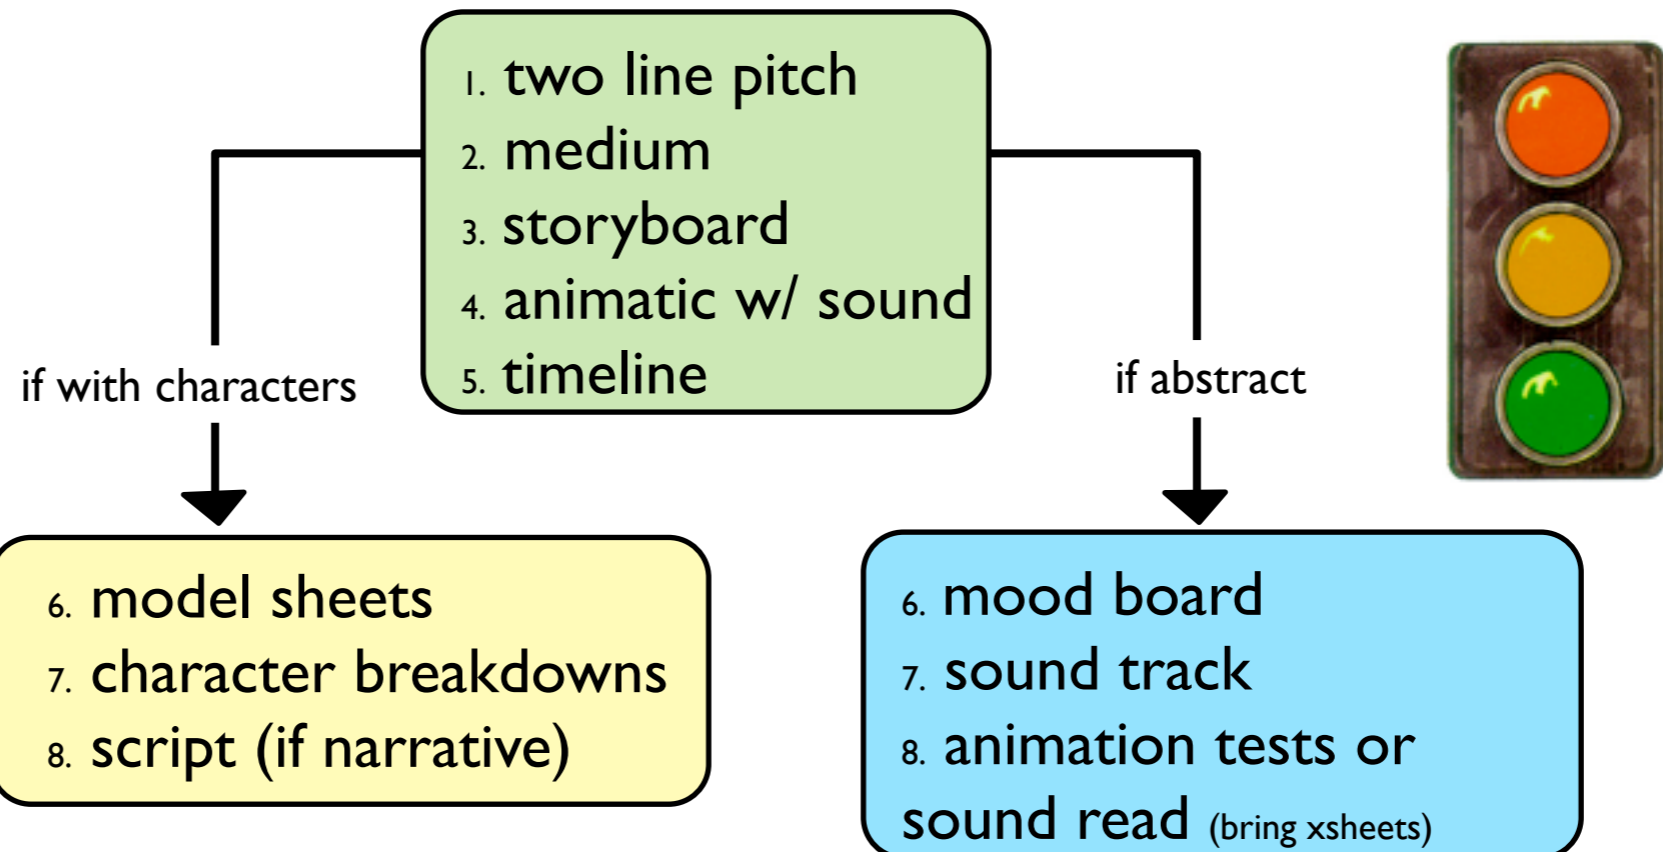 1. two line pitch
2. medium
3. storyboard
4. animatic w/ sound
5. timeline
if with characters
if abstract
6. model sheets
7. character breakdowns
8. script (if narrative)
6. mood board
7. sound track
8. animation tests or
sound read (bring xsheets)